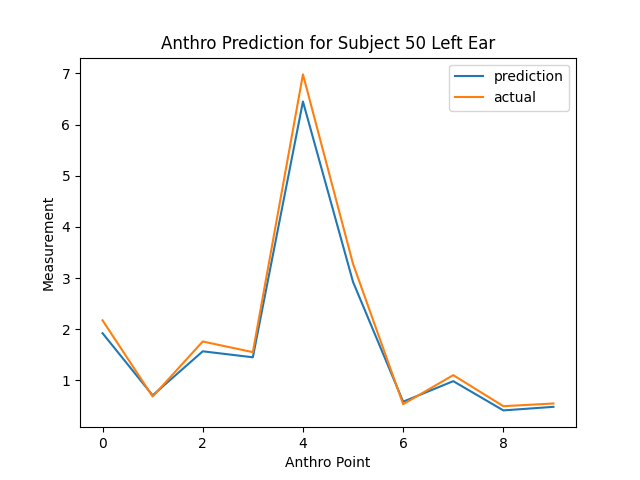 Anthro Prediction for Subject 50 Left Ear
prediction
actual
7
6
5
4
3
2
1
Measurement
0 2 4 6 8
Anthro Point